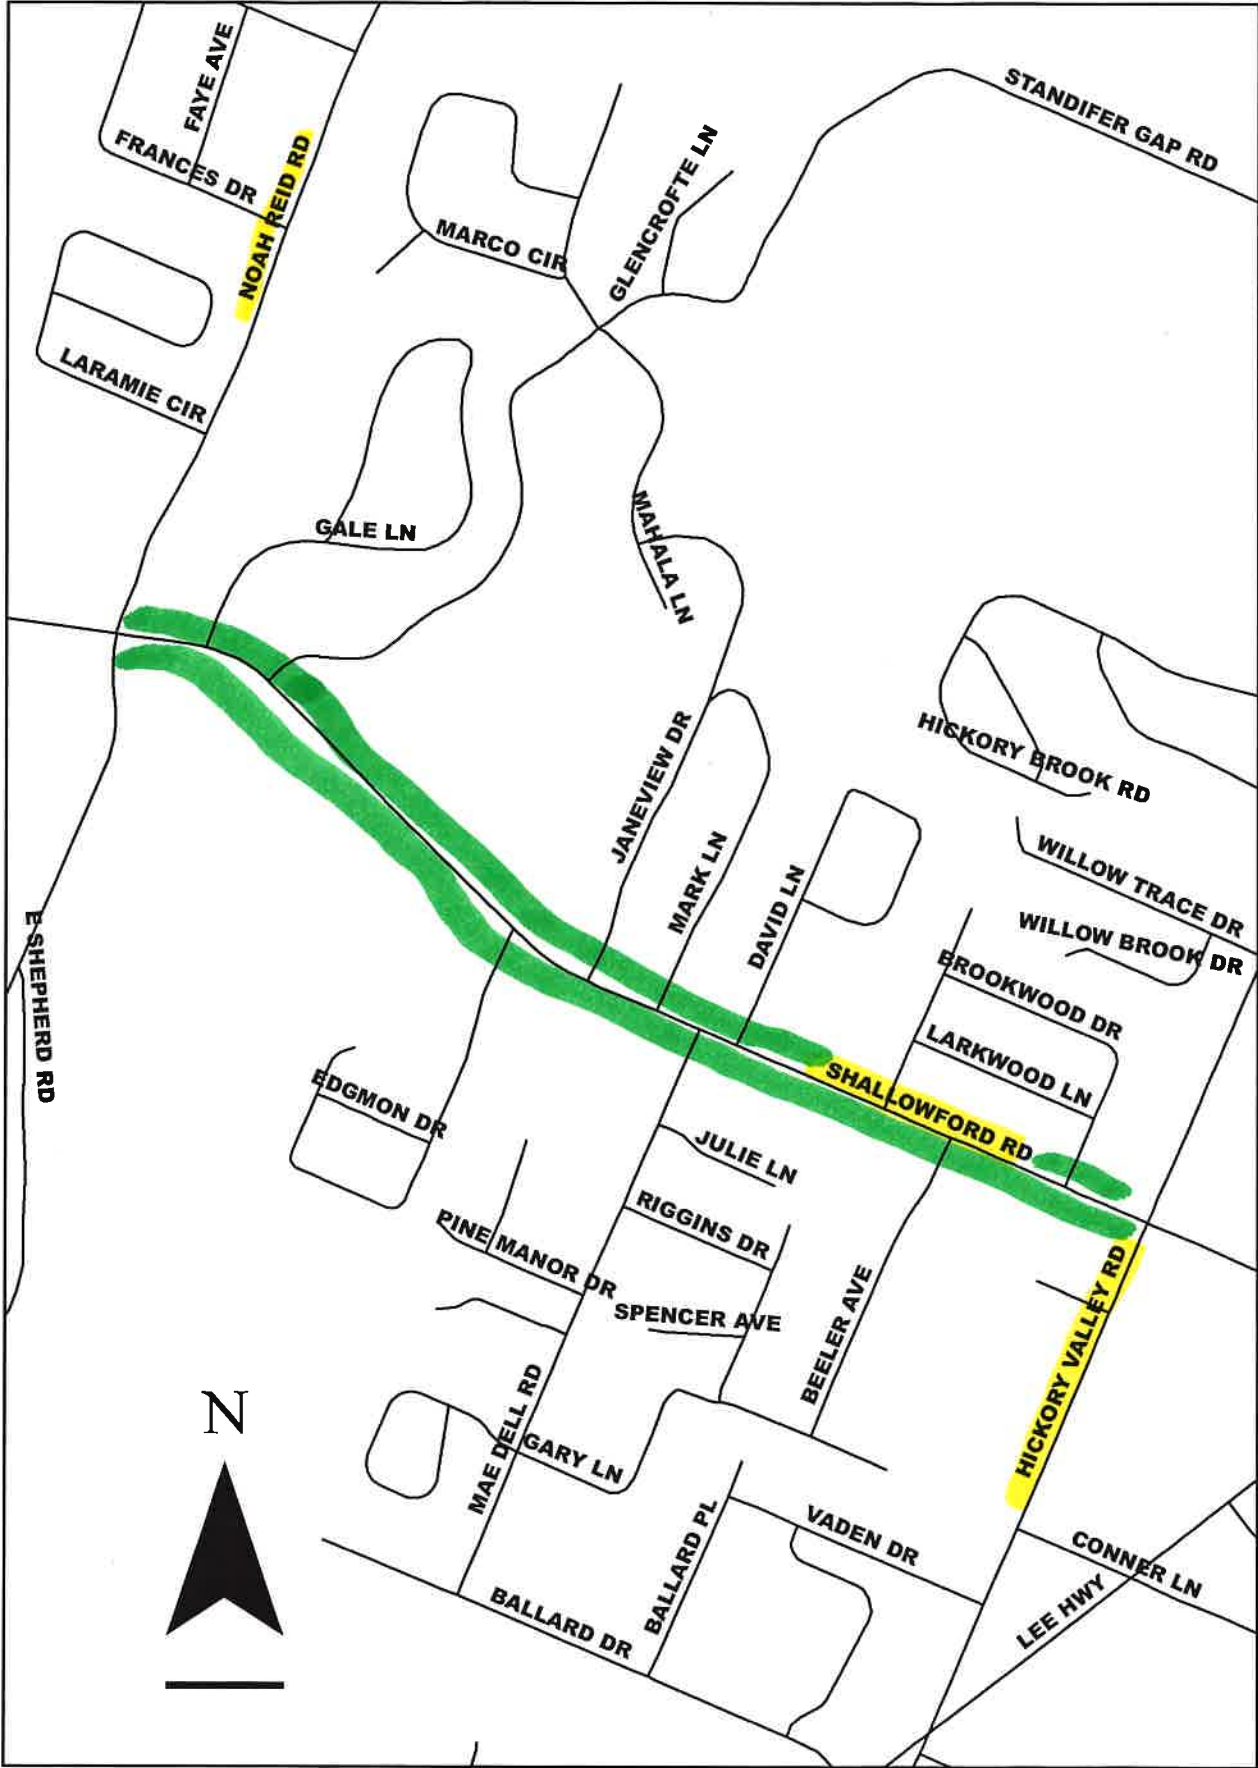 STANDIFER GAP RD
FAYE AVE
FRANCES DR
NOAH REID RD
GLENCROFTE LN
MARCO CIR
LARAMIE CIR
GALE LN
MAHALA LN
JANEVIEW DR
HICKORY BROOK RD
MARK LN
DAVID LN
WILLOW TRACE DR
WILLOW BROOK DR
E SHEPHERD RD
BROOKWOOD DR
LARKWOOD LN
SHALLOWFORD RD
EDGMON DR
JULIE LN
RIGGINS DR
PINE MANOR DR
SPENCER AVE
BEELER AVE
HICKORY VALLEY RD
N
MAE DELL RD
GARY LN
BALLARD PL
VADEN DR
CONNER LN
LEE HWY
BALLARD DR